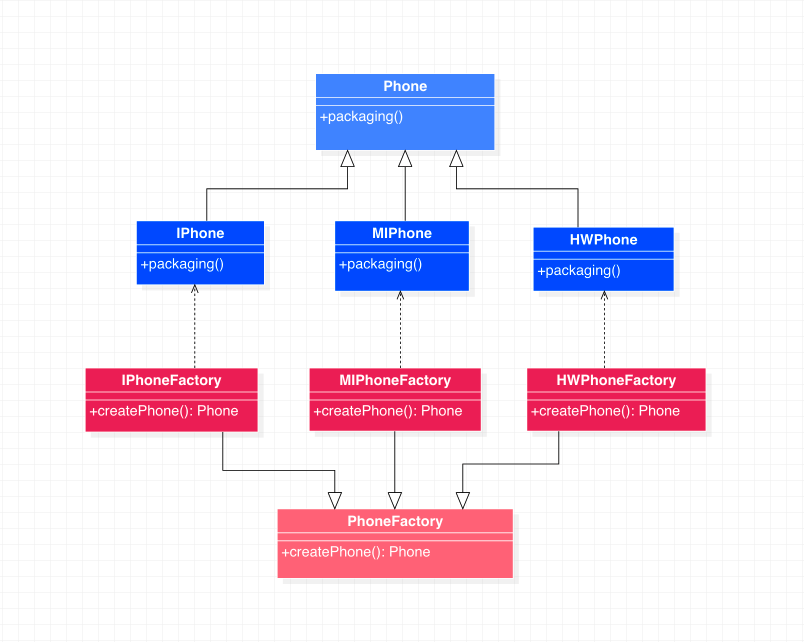 Phone
+packaging()
IPhone
+packaging()
MIPhone
+packaging()
HWPhone
+packaging()
IPhoneFactory
+createPhone(): Phone
MIPhoneFactory
+createPhone(): Phone
HWPhoneFactory
+createPhone(): Phone
PhoneFactory
+createPhone(): Phone